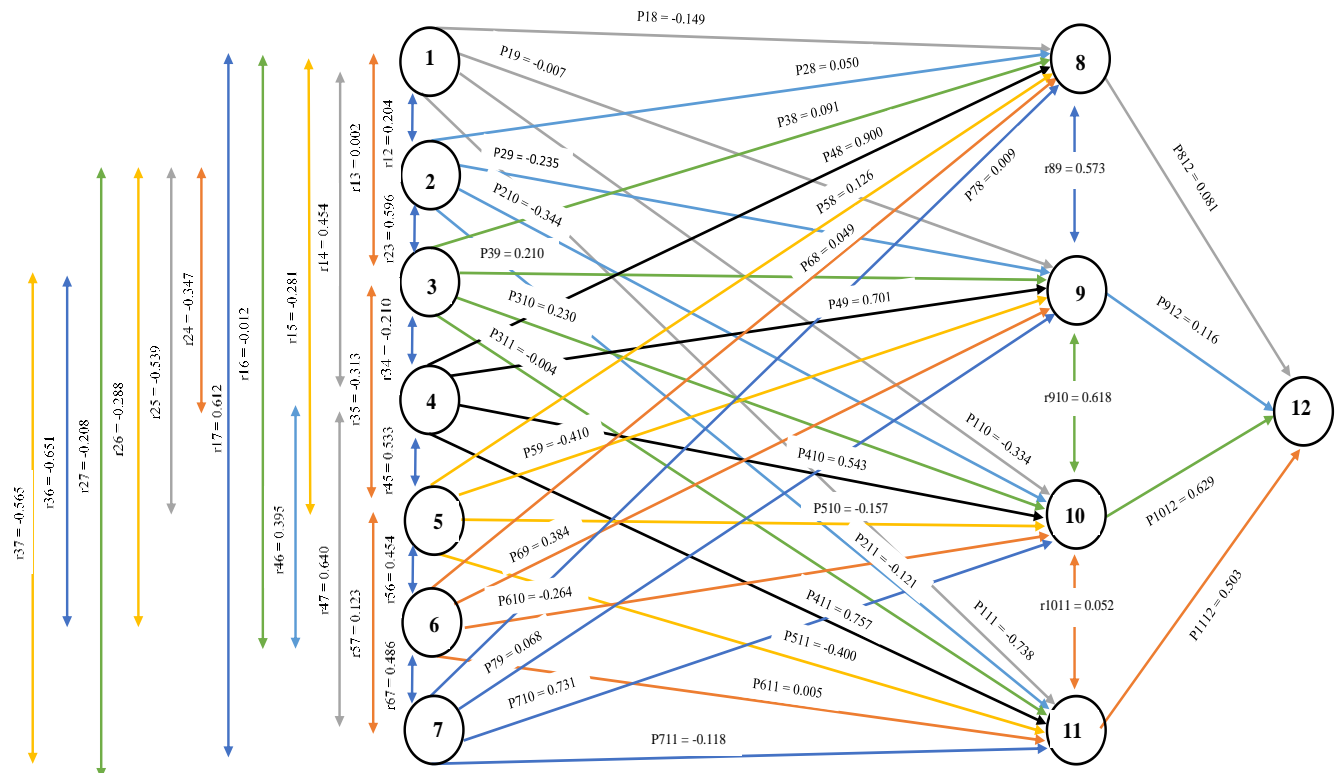 P18 = -0.149
P19 = -0.007
P28 = 0.050
P38 = 0.091
P48 = 0.900
P29 = -0.235
P58 = 0.126
P78 = 0.009
P210 = -0.344
P68 = 0.049
P39 = 0.210
P310 = 0.230
P49 = 0.701
P311 = -0.004
P59 = -0.410
P410 = 0.543
P110 = -0.334
P510 = -0.157
P69 = 0.384
P211 = -0.121
P610 = -0.264
P411 = 0.757
P111 = -0.738
P79 = 0.068
P511 = -0.400
P710 = 0.731
P611 = 0.005
P711 = -0.118
P812 = 0.081
P912 = 0.116
P1012 = 0.629
P1112 = 0.503
r89 = 0.573
r910 = 0.618
r1011 = 0.052
r37 = -0.565
r36 = -0.651
r27 = -0.208
r26 = -0.288
r25 = -0.539
r24 = -0.347
r17 = 0.612
r16 = -0.012
r46 = 0.395
r15 = -0.281
r14 = 0.454
r47 = 0.640
r13 = 0.002
r35 = -0.313
r57 = 0.123
r12 = 0.204
r23 = 0.596
r34 = -0.210
r45 = 0.533
r56 = 0.454
r67 = 0.486
1
2
3
4
5
6
7
8
9
10
11
12